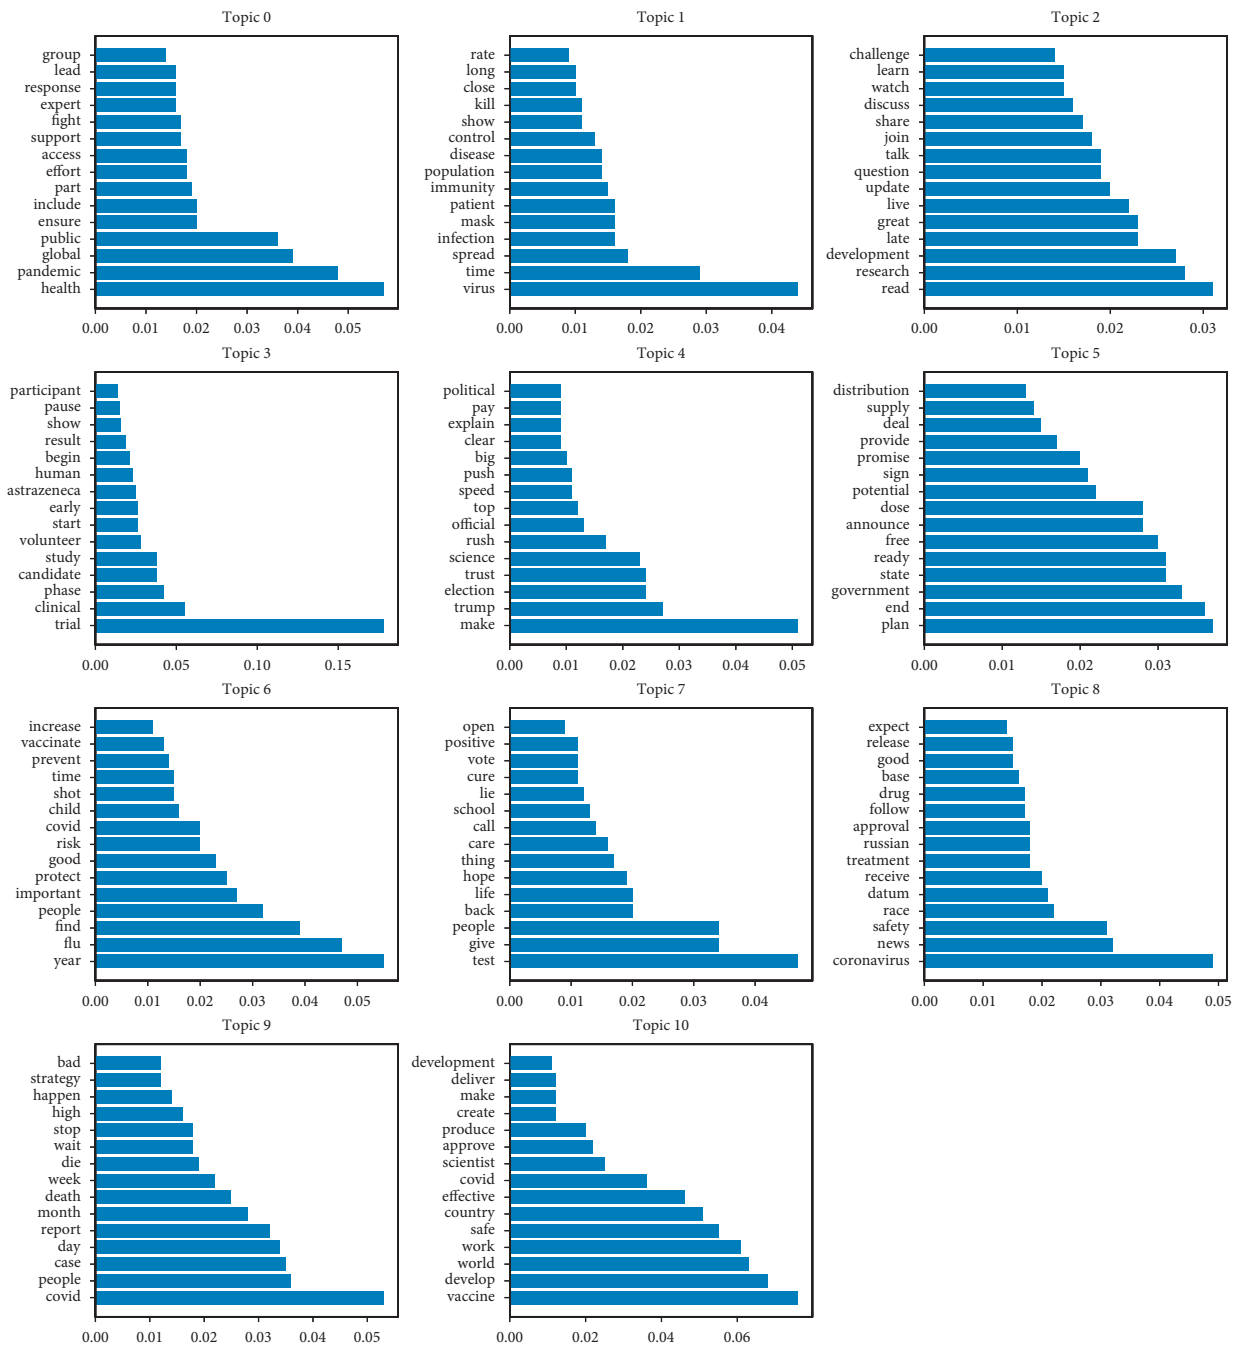 Topic 0
group
lead
response
expert
fight
support
access
effort
part
include
ensure
public
global
pandemic
health
0.00 0.01 0.02 0.03 0.04 0.05
Topic 1
rate
long
close
kill
show
control
disease
population
immunity
patient
mask
infection
spread
time
virus
0.00 0.01 0.02 0.03 0.04
Topic 2
challenge
learn
watch
discuss
share
join
talk
question
update
live
great
late
development
research
read
0.00 0.01 0.02 0.03
Topic 3
participant
pause
show
result
begin
human
astrazeneca
early
start
volunteer
study
candidate
phase
clinical
trial
0.00 0.05 0.10 0.15
Topic 4
political
pay
explain
clear
big
push
speed
top
official
rush
science
trust
election
trump
make
0.00 0.01 0.02 0.03 0.04 0.05
Topic 5
distribution
supply
deal
provide
promise
sign
potential
dose
announce
free
ready
state
government
end
plan
0.00 0.01 0.02 0.03
Topic 6
increase
vaccinate
prevent
time
shot
child
covid
risk
good
protect
important
people
find
flu
year
0.00 0.01 0.02 0.03 0.04 0.05
Topic 7
open
positive
vote
cure
lie
school
call
care
thing
hope
life
back
people
give
test
0.00 0.01 0.02 0.03 0.04
Topic 8
expect
release
good
base
drug
follow
approval
russian
treatment
receive
datum
race
safety
news
coronavirus
0.00 0.01 0.02 0.03 0.04 0.05
Topic 9
bad
strategy
happen
high
stop
wait
die
week
death
month
report
day
case
people
covid
0.00 0.01 0.02 0.03 0.04 0.05
Topic 10
development
deliver
make
create
produce
approve
scientist
covid
effective
country
safe
work
world
develop
vaccine
0.00 0.02 0.04 0.06